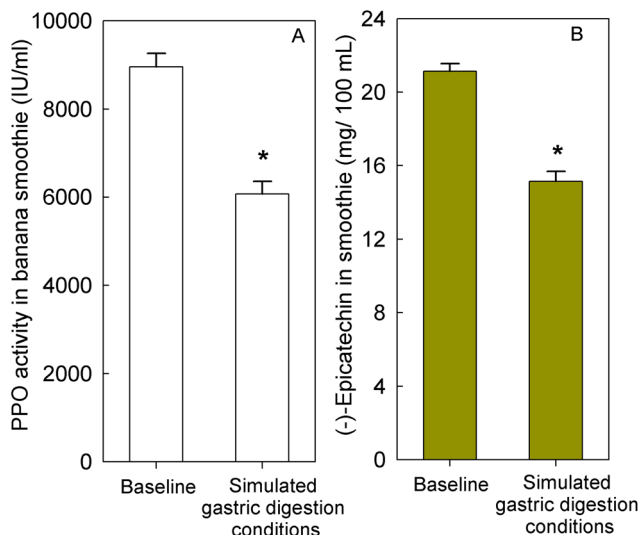 PPO activity in banana smoothie (IU/ml)
10000
8000
6000
4000
2000
0
A
*
Baseline
Simulated
gastric digestion
conditions
(-)-Epicatechin in smoothie (mg/ 100 mL)
24
20
16
12
8
4
0
B
*
Baseline
Simulated
gastric digestion
conditions